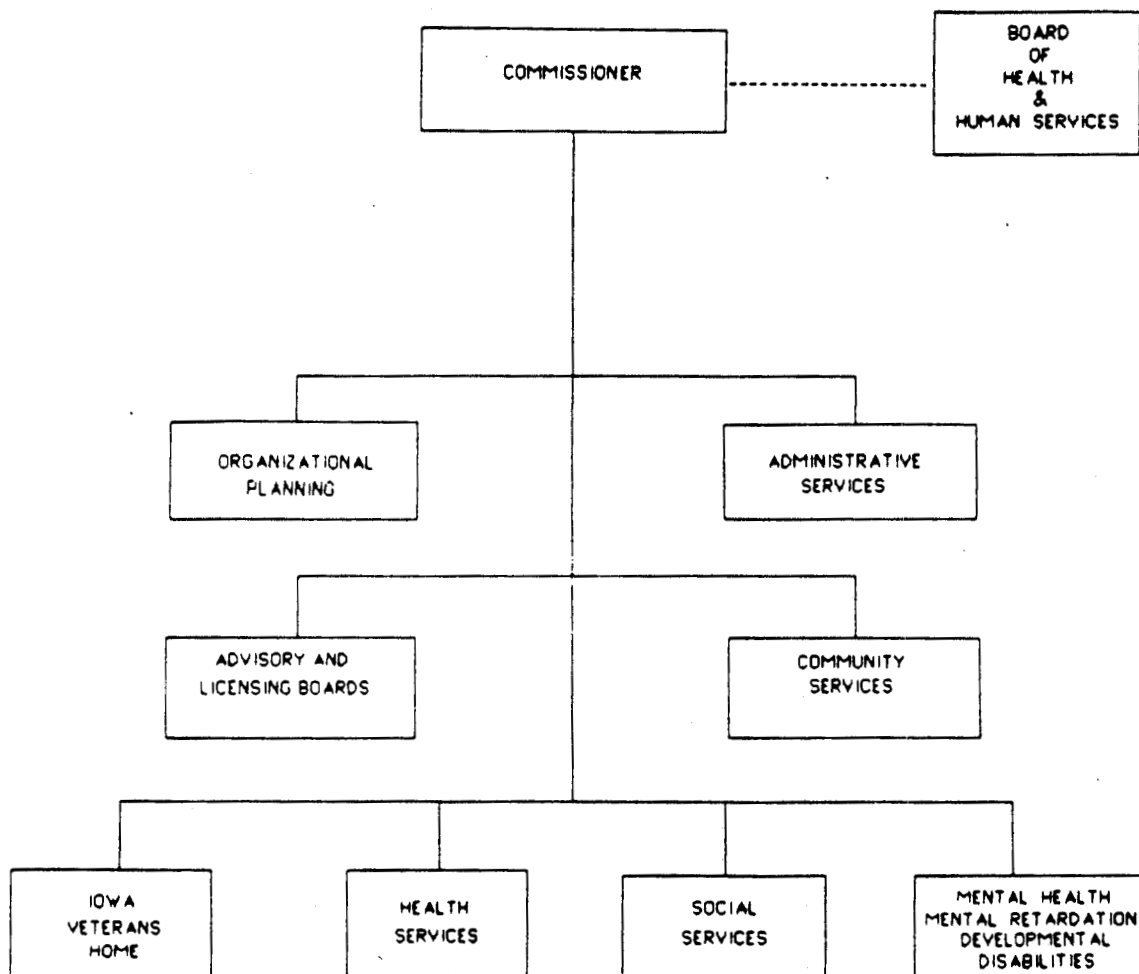 COMMISSIONER
BOARD
OF
HEALTH
&
HUMAN SERVICES
ORGANIZATIONAL
PLANNING
ADMINISTRATIVE
SERVICES
ADVISORY AND
LICENSING BOARDS
COMMUNITY
SERVICES
IOWA
VETERANS
HOME
HEALTH
SERVICES
SOCIAL
SERVICES
MENTAL HEALTH
MENTAL RETARDATION
DEVELOPMENTAL
DISABILITIES